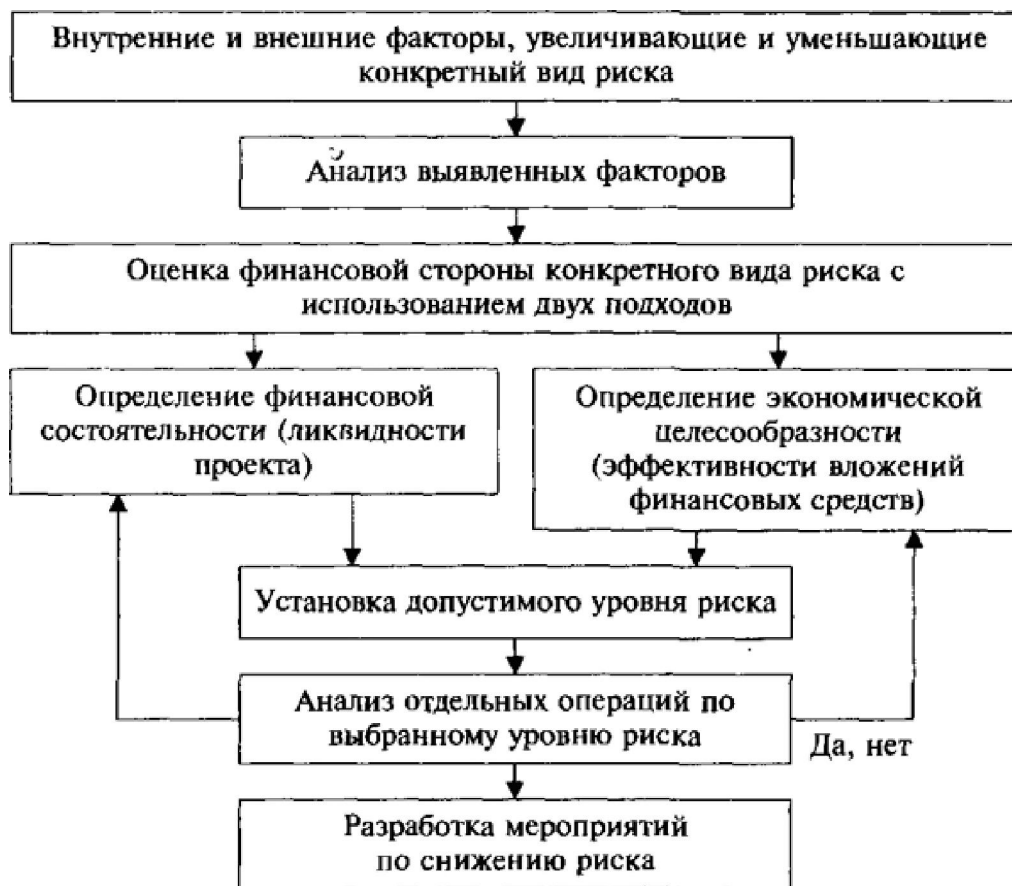 Внутренние и внешние факторы, увеличивающие и уменьшающие
конкретный вид риска
Анализ выявленных факторов
Оценка финансовой стороны конкретного вида риска с
использованием двух подходов
Определение финансовой
состоятельности (ликвидности
проекта)
Определение экономической
целесообразности
(эффективности вложений
финансовых средств)
Установка допустимого уровня риска
Анализ отдельных операций по
выбранному уровню риска
Да, нет
Разработка мероприятий
по снижению риска